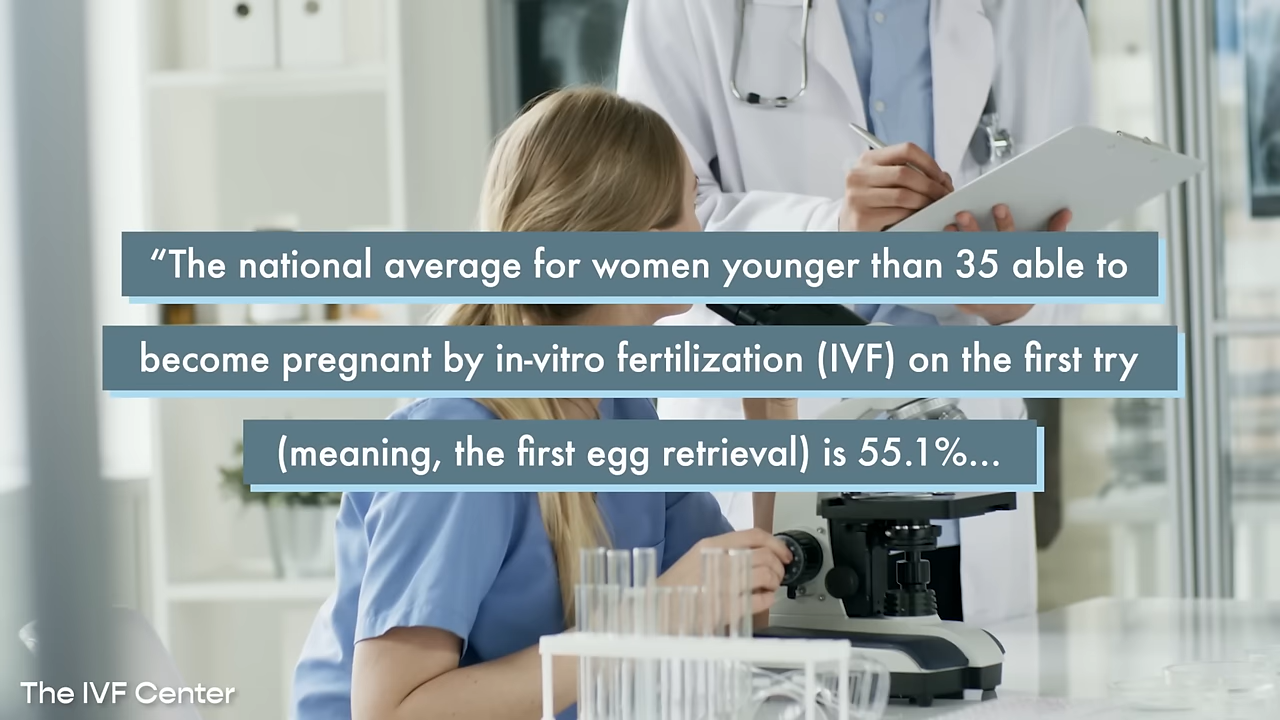 “The national average for women younger than 35 able to
become pregnant by in-vitro fertilization (IVF) on the first try
(meaning, the first egg retrieval) is 55.1%...
The IVF Center